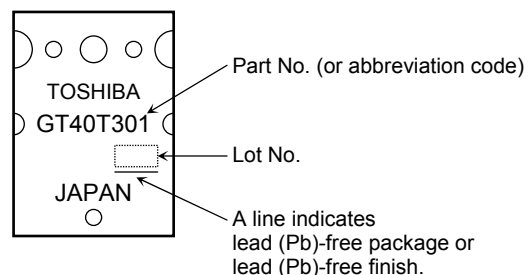 TOSHIBA
GT40T301
JAPAN
Part No. (or abbreviation code)
Lot No.
A line indicates
lead (Pb)-free package or
lead (Pb)-free finish.